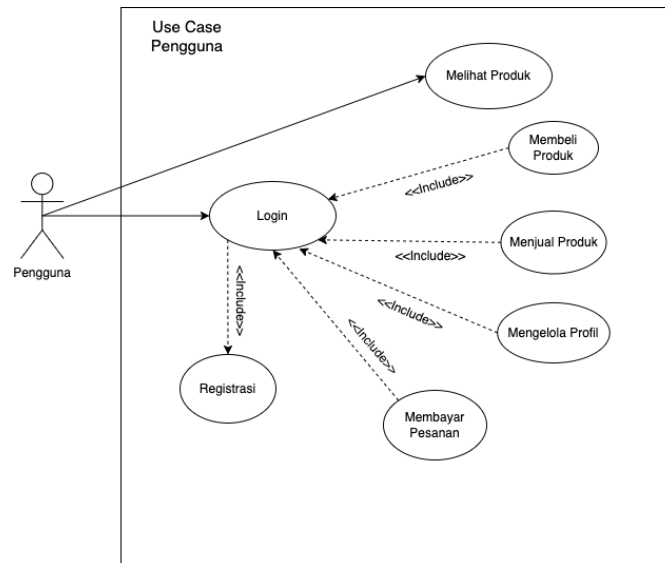 Use Case
Pengguna
Melihat Produk
Membeli
Produk
<<Include>>
Login
Menjual Produk
<<Include>>
Pengguna
<<Include>>
<<Include>>
Mengelola Profil
<<Include>>
Registrasi
Membayar
Pesanan